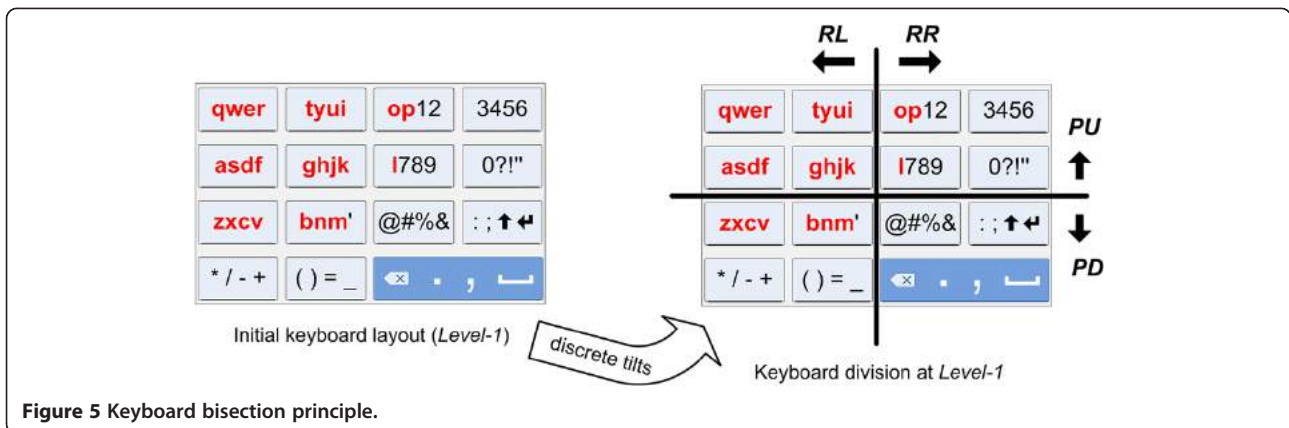 RL RR
qwer tyui op12 3456
asdf ghjk l789 0?!"
zxcv bnm' @#%& : ; ⬆ ↵
* / - + ( ) = _ ⌫ . , ⎵
Initial keyboard layout (Level-1)
discrete tilts
qwer tyui op12 3456
PU
asdf ghjk l789 0?!"
zxcv bnm' @#%& : ; ⬆ ↵
PD
* / - + ( ) = _ ⌫ . , ⎵
Keyboard division at Level-1
Figure 5 Keyboard bisection principle.